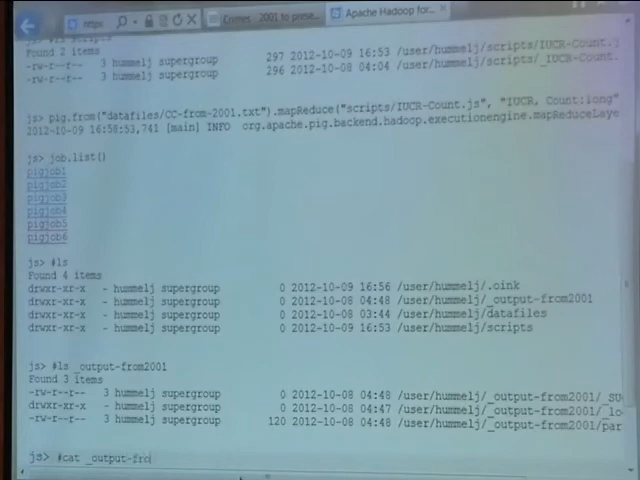 https
Crimes - 2001 to prese...
Apache Hadoop for...
js> #ls scripts
Found 2 items
-rw-r--r-- 3 hummelj supergroup 297 2012-10-09 16:53 /user/hummelj/scripts/IUCR-Count.
-rw-r--r-- 3 hummelj supergroup 296 2012-10-08 04:04 /user/hummelj/scripts/_IUCR-Count.
js> pig.from("datafiles/CC-from-2001.txt").mapReduce("scripts/IUCR-Count.js", "IUCR, Count:long"
2012-10-09 16:58:53,741 [main] INFO org.apache.pig.backend.hadoop.executionengine.mapReduceLaye
js> job.list()
pigjob1
pigjob2
pigjob3
pigjob4
pigjob5
pigjob6
js> #ls
Found 4 items
drwxr-xr-x - hummelj supergroup 0 2012-10-09 16:56 /user/hummelj/.oink
drwxr-xr-x - hummelj supergroup 0 2012-10-08 04:48 /user/hummelj/_output-from2001
drwxr-xr-x - hummelj supergroup 0 2012-10-08 03:44 /user/hummelj/datafiles
drwxr-xr-x - hummelj supergroup 0 2012-10-09 16:53 /user/hummelj/scripts
js> #ls _output-from2001
Found 3 items
-rw-r--r-- 3 hummelj supergroup 0 2012-10-08 04:48 /user/hummelj/_output-from2001/_SU
drwxr-xr-x - hummelj supergroup 0 2012-10-08 04:47 /user/hummelj/_output-from2001/_lo
-rw-r--r-- 3 hummelj supergroup 120 2012-10-08 04:48 /user/hummelj/_output-from2001/par
js> #cat _output-fro